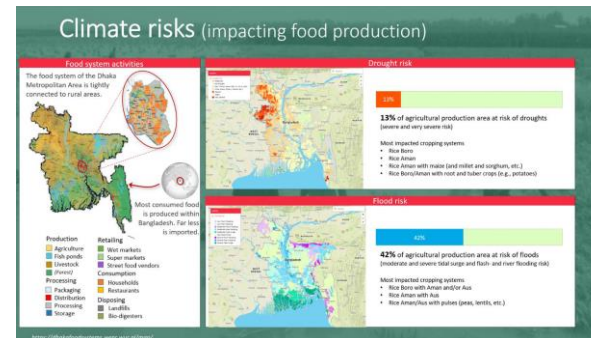 Climate risks (impacting food production)
Food system activities
The food system of the Dhaka
Metropolitan Area is tightly
connected to rural areas.
Most consumed food
is produced within
Bangladesh. Far less
is imported.
Production
Agriculture
Fish ponds
Livestock
(Forest)
Processing
Packaging
Distribution
Processing
Storage
Retailing
Wet markets
Super markets
Street food vendors
Consumption
Households
Restaurants
Disposing
Landfills
Bio-digesters
Drought risk
13%
13% of agricultural production area at risk of droughts
(severe and very severe risk)
Most impacted cropping systems
• Rice Boro
• Rice Aman
• Rice Aman with maize (and millet and sorghum, etc.)
• Rice Boro/Aman with root and tuber crops (e.g., potatoes)
Flood risk
42%
42% of agricultural production area at risk of floods
(moderate and severe tidal surge and flash- and river flooding risk)
Most impacted cropping systems
• Rice Boro with Aman and/or Aus
• Rice Aman with Aus
• Rice Aman/Aus with pulses (peas, lentils, etc.)